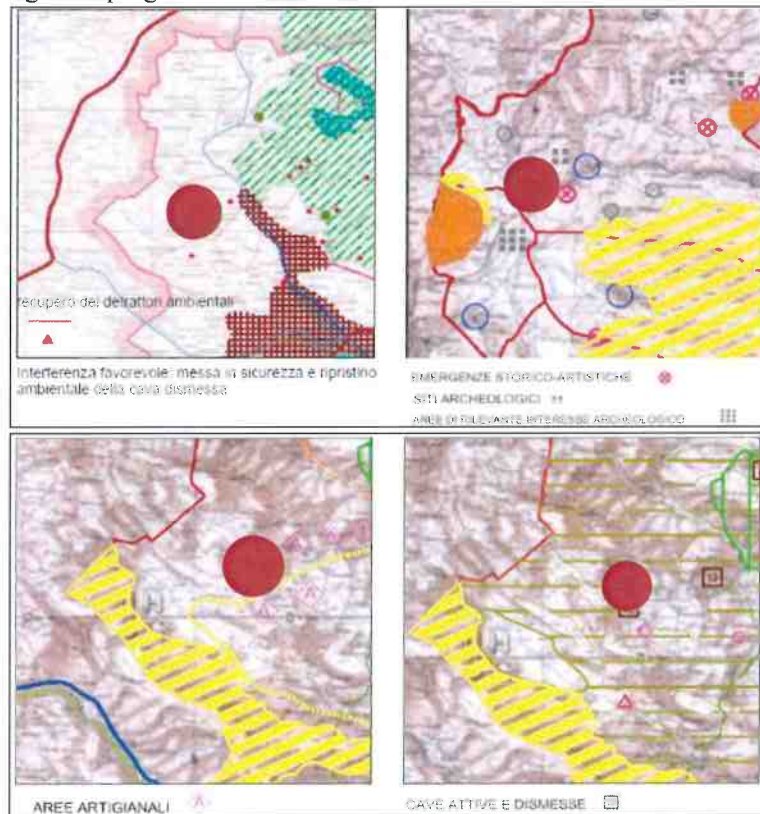 recupero dei detrattori ambientali
Interferenza favorevole: messa in sicurezza e ripristino
ambientale della cava dismessa
EMERGENZE STORICO-ARTISTICHE
SITI ARCHEOLOGICI
AREE DI RILEVANTE INTERESSE ARCHEOLOGICO
AREE ARTIGIANALI
CAVE ATTIVE E DISMESSE